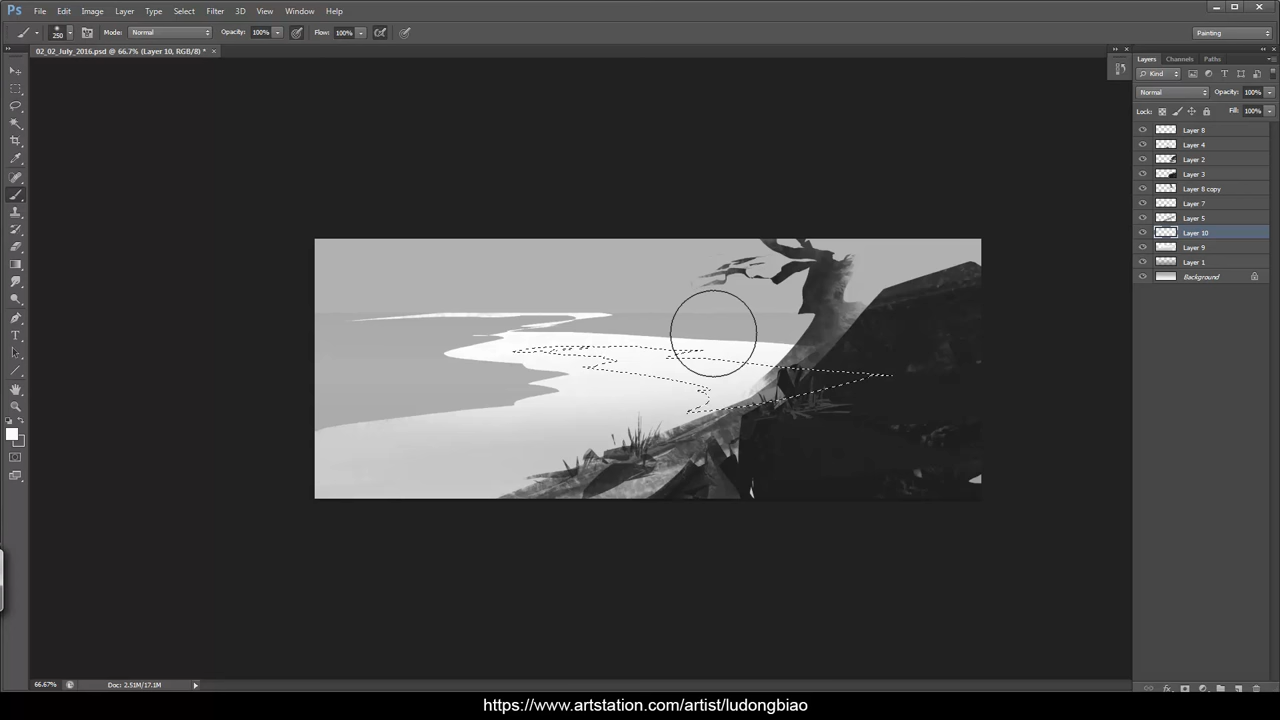 Ps File Edit Image Layer Type Select Filter 3D View Window Help
250 Mode: Normal Opacity: 100% Flow: 100% Painting
02_02_July_2016.psd @ 66.7% (Layer 10, RGB/8) * ×
Layers Channels Paths
Kind
Normal Opacity: 100%
Lock: Fill: 100%
Layer 8
Layer 4
Layer 2
Layer 3
Layer 8 copy
Layer 7
Layer 5
Layer 10
Layer 9
Layer 1
Background
66.67% Doc: 2.51M/17.1M
https://www.artstation.com/artist/ludongbiao